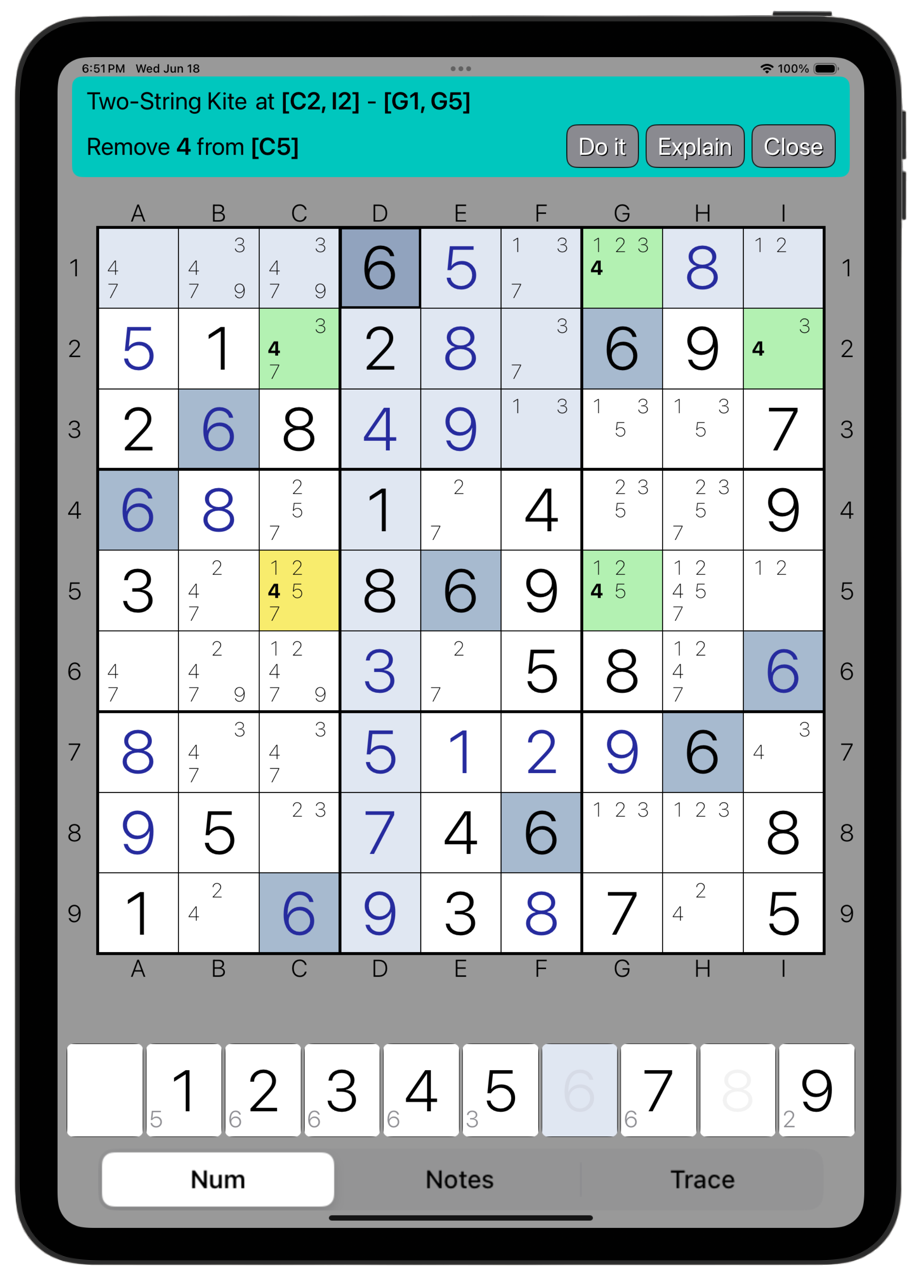 6:51 PM Wed Jun 18 100%
Two-String Kite at [C2, I2] - [G1, G5]
Remove 4 from [C5] Do it Explain Close
A B C D E F G H I
3 3 1 3 1 2 3 1 2
1 4 4 4 6 5 4 8 1
7 7 9 7 9 7
3 3 3
2 5 1 4 2 8 6 9 4 2
7 7
1 3 1 3 1 3
3 2 6 8 4 9 5 5 7 3
2 2 2 3 2 3
4 6 8 5 1 4 5 5 9 4
7 7 7
2 1 2 1 2 1 2 1 2
5 3 4 4 5 8 6 9 4 5 4 5 5
7 7 7
2 1 2 2 1 2
6 4 4 4 3 5 8 4 6 6
7 7 9 7 9 7 7
3 3 3
7 8 4 4 5 1 2 9 6 4 7
7 7
2 3 1 2 3 1 2 3
8 9 5 7 4 6 8 8
2 2
9 1 4 6 9 3 8 7 4 5 9
A B C D E F G H I
1 2 3 4 5 6 7 8 9
5 6 6 6 3 6 2
Num Notes Trace